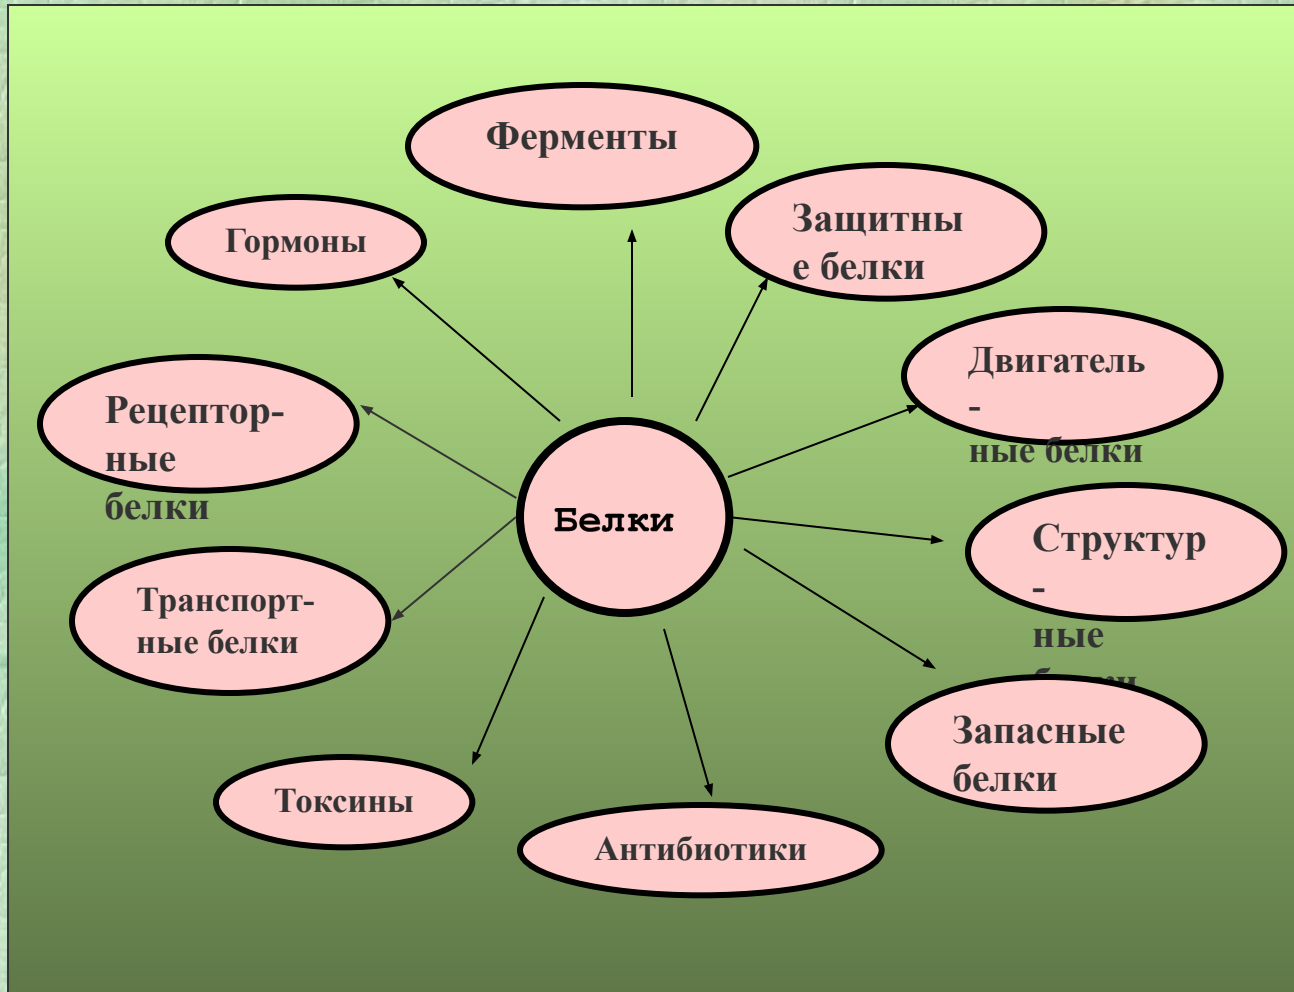 Ферменты
Защитны
е белки
Гормоны
Двигатель
-
ные белки
Рецептор-
ные
белки
Белки
Структур
-
ные
Транспорт-
ные белки
Запасные
белки
Токсины
Антибиотики